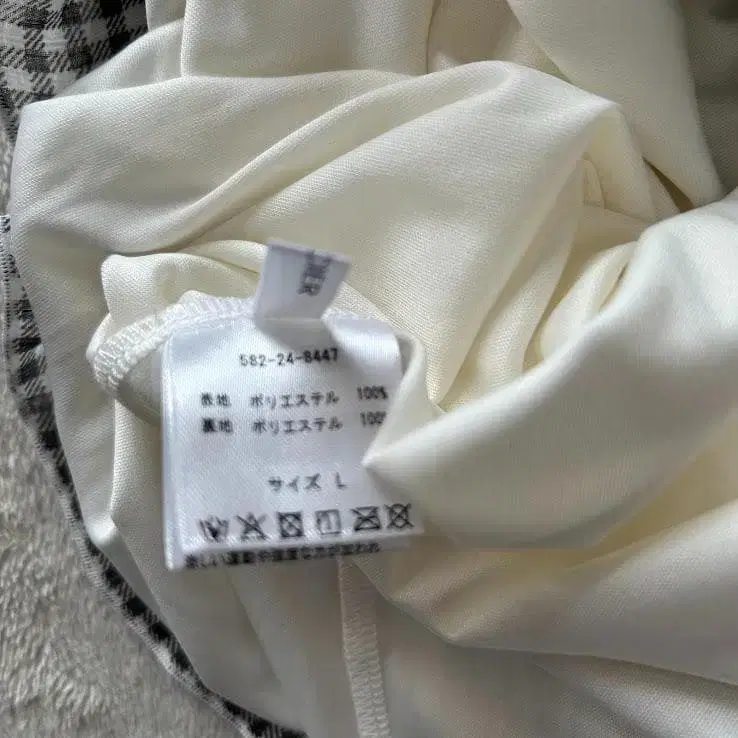 582-24-8447
表地 ポリエステル 100%
裏地 ポリエステル 100
サイズ L